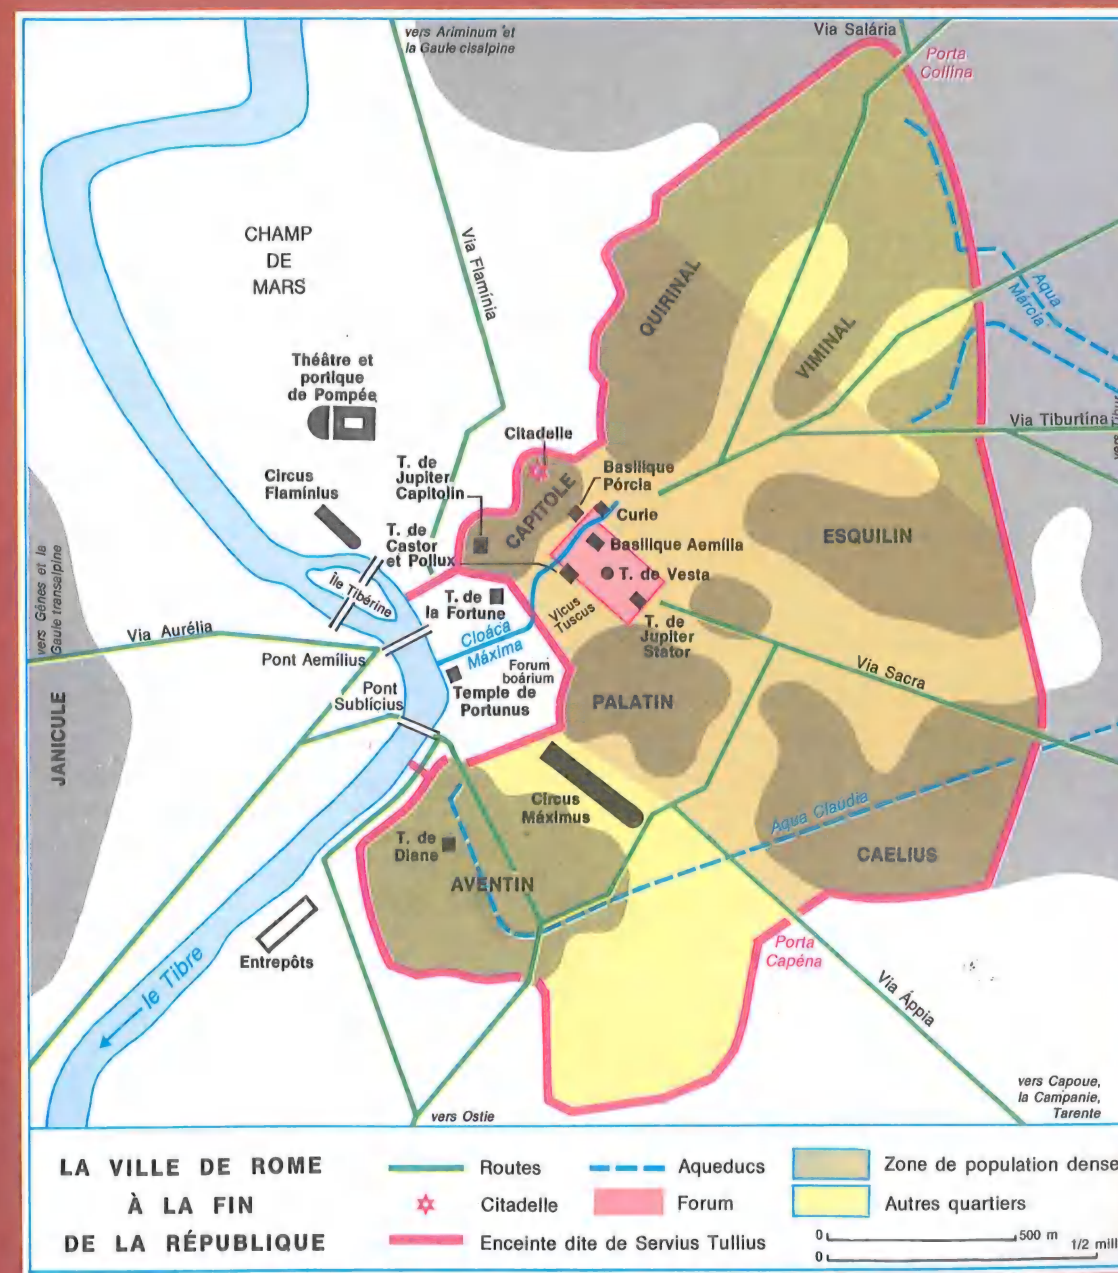 vers Ariminum et
la Gaule cisalpine
Via Salária
Porta
Collina
CHAMP
DE
MARS
Via Flamínia
QUIRINAL
VIMINAL
Aqua
Márcia
Théâtre et
portique
de Pompée
Citadelle
Via Tiburtina
vers Tibur
T. de
Jupiter
Capitolin
Basilique
Pórcia
Circus
Flamínius
CAPITOLE
Curie
ESQUILIN
T. de
Castor
et Pollux
Basilique Aemília
T. de Vesta
Île Tibérine
vers Gênes et la
Gaule transalpine
T. de
la Fortune
Vicus
Tuscus
T. de
Jupiter
Stator
Via Aurélia
Cloáca
Máxima
Pont Aemílius
Forum
boárium
Via Sacra
Pont
Sublícius
Temple de
Portunus
PALATIN
JANICULE
Circus
Máximus
Aqua Claudia
T. de
Diane
CAELIUS
AVENTIN
Porta
Capéna
Entrepôts
le Tibre
Via Áppia
vers Capoue,
la Campanie,
Tarente
vers Ostie
LA VILLE DE ROME
À LA FIN
DE LA RÉPUBLIQUE
Routes
Aqueducs
Zone de population dense
Citadelle
Forum
Autres quartiers
Enceinte dite de Servius Tullius
0 500 m
0 1/2 mill